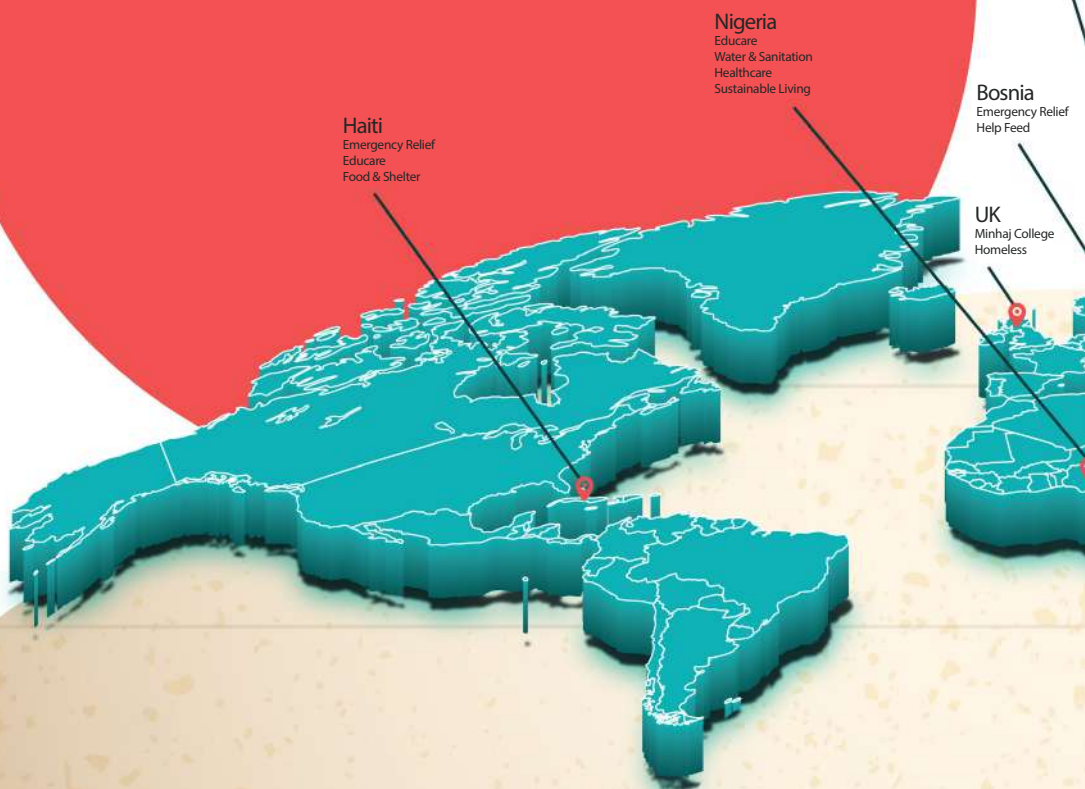 Nigeria
Educare
Water & Sanitation
Healthcare
Sustainable Living
Bosnia
Emergency Relief
Help Feed
Haiti
Emergency Relief
Educare
Food & Shelter
UK
Minhaj College
Homeless